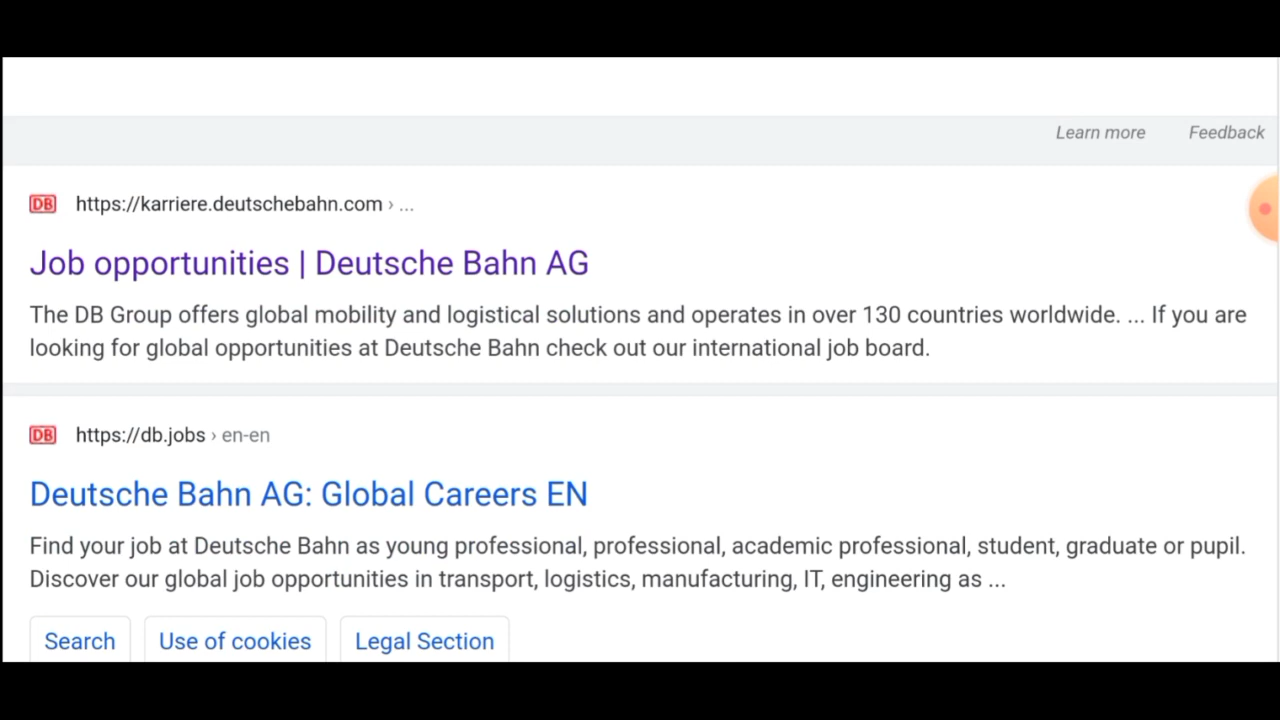 Learn more Feedback
DB https://karriere.deutschebahn.com › ...
Job opportunities | Deutsche Bahn AG
The DB Group offers global mobility and logistical solutions and operates in over 130 countries worldwide. ... If you are
looking for global opportunities at Deutsche Bahn check out our international job board.
DB https://db.jobs › en-en
Deutsche Bahn AG: Global Careers EN
Find your job at Deutsche Bahn as young professional, professional, academic professional, student, graduate or pupil.
Discover our global job opportunities in transport, logistics, manufacturing, IT, engineering as ...
Search Use of cookies Legal Section